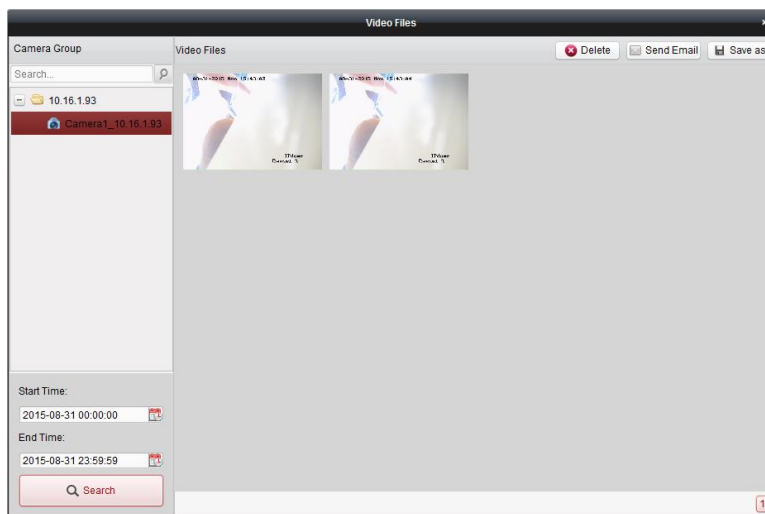 Video Files
Camera Group
Video Files
Delete
Send Email
Save as
Search...
10.16.1.93
Camera1_10.16.1.93
Start Time:
2015-08-31 00:00:00
End Time:
2015-08-31 23:59:59
Search
1